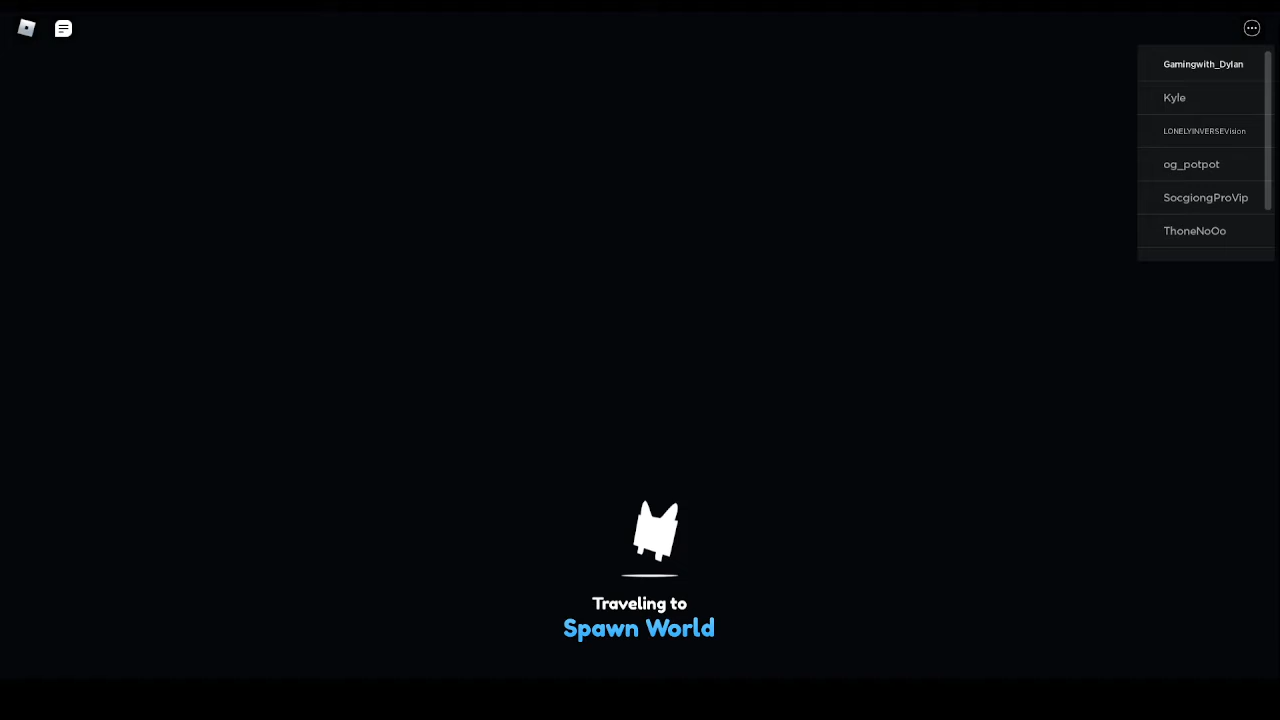 Gamingwith_Dylan
Kyle
LONELYINVERSEVision
og_potpot
SocgiongProVip
ThoneNoOo
Traveling to
Spawn World